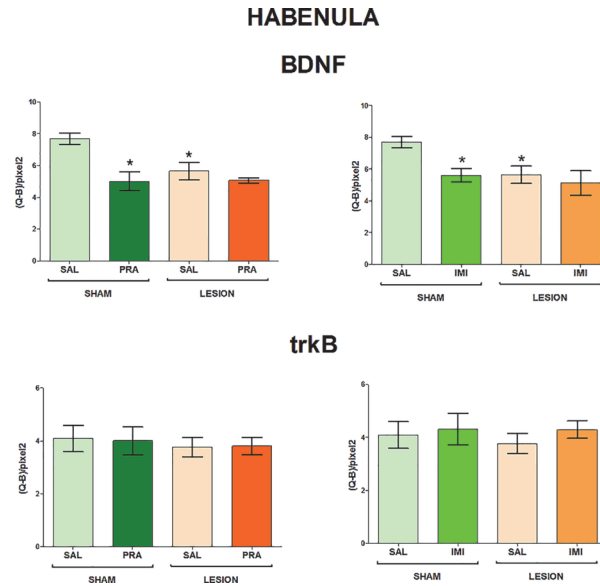 HABENULA
BDNF
(Q-B)/pixel2
10
8
6
4
2
0
*
*
SAL PRA SAL PRA
SHAM LESION
(Q-B)/pixel2
10
8
6
4
2
0
*
*
SAL IMI SAL IMI
SHAM LESION
trkB
(Q-B)/pixel2
6
4
2
0
SAL PRA SAL PRA
SHAM LESION
(Q-B)/pixel2
6
4
2
0
SAL IMI SAL IMI
SHAM LESION